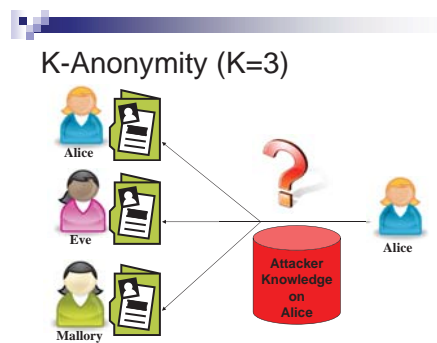 K-Anonymity (K=3)
Alice
Eve
Mallory
Attacker
Knowledge
on
Alice
Alice